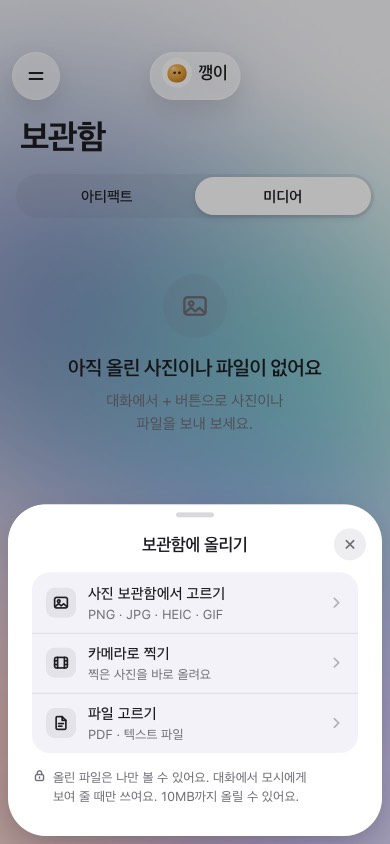 깽이
보관함
아티팩트
미디어
아직 올린 사진이나 파일이 없어요
대화에서 + 버튼으로 사진이나
파일을 보내 보세요.
보관함에 올리기
사진 보관함에서 고르기
PNG · JPG · HEIC · GIF
카메라로 찍기
찍은 사진을 바로 올려요
파일 고르기
PDF · 텍스트 파일
올린 파일은 나만 볼 수 있어요. 대화에서 모시에게
보여 줄 때만 쓰여요. 10MB까지 올릴 수 있어요.